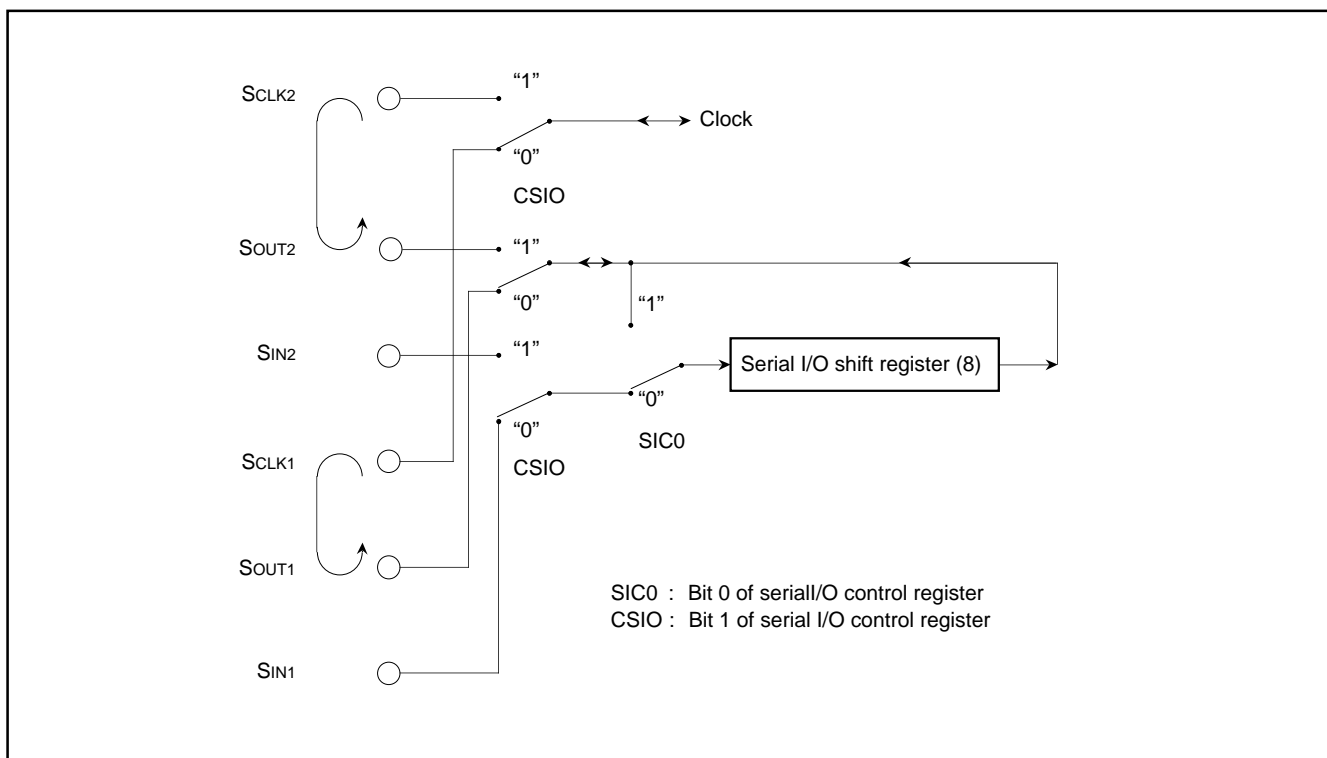 SCLK2
“1”
Clock
“0”
CSIO
SOUT2
“1”
“0”
“1”
SIN2
“1”
Serial I/O shift register (8)
“0”
“0”
SIC0
SCLK1
CSIO
SOUT1
SIC0 : Bit 0 of seriall/O control register
CSIO : Bit 1 of serial I/O control register
SIN1